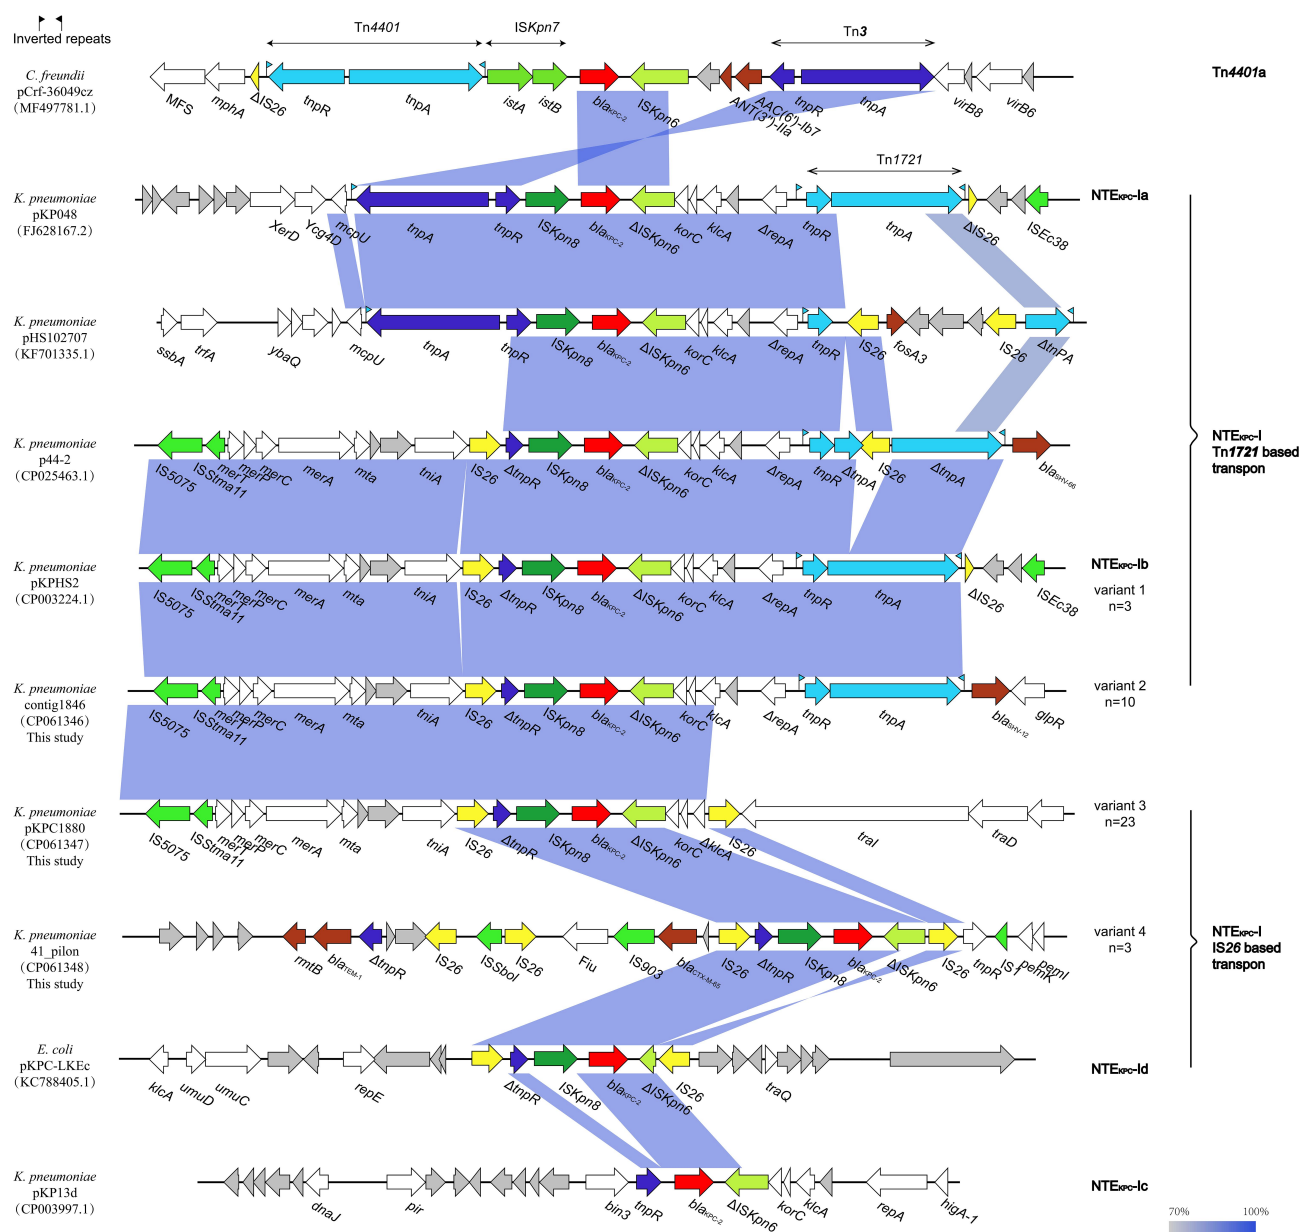 Inverted repeats
Tn4401
ISKpn7
Tn3
C. freundii
pCrf-36049cz
(MF497781.1)
Tn4401a
MFS
mphA
ΔIS26
tnpR
tnpA
istA
istB
blaKPC-2
ISKpn6
ANT(3")-IIa
AAC(6')-Ib7
tnpR
tnpA
virB8
virB6
Tn1721
K. pneumoniae
pKP048
(FJ628167.2)
NTEKPC-Ia
XerD
Ycg4D
mcpU
tnpA
tnpR
ISKpn8
blaKPC-2
ΔISKpn6
korC
klcA
ΔrepA
tnpR
tnpA
ΔIS26
ISEc38
K. pneumoniae
pHS102707
(KF701335.1)
ssbA
trfA
ybaQ
mcpU
tnpA
tnpR
ISKpn8
blaKPC-2
ΔISKpn6
korC
klcA
ΔrepA
tnpR
IS26
fosA3
IS26
ΔtnPA
K. pneumoniae
p44-2
(CP025463.1)
NTEKPC-I
Tn1721 based
transpon
IS5075
ISStma11
merT
merP
merC
merA
mta
tniA
IS26
ΔtnpR
ISKpn8
blaKPC-2
ΔISKpn6
korC
klcA
ΔrepA
tnpR
ΔtnpA
IS26
ΔtnpA
blaSHV-66
K. pneumoniae
pKPHS2
(CP003224.1)
NTEKPC-Ib
variant 1
n=3
IS5075
ISStma11
merT
merP
merC
merA
mta
tniA
IS26
ΔtnpR
ISKpn8
blaKPC-2
ΔISKpn6
korC
klcA
ΔrepA
tnpR
tnpA
ΔIS26
ISEc38
K. pneumoniae
contig1846
(CP061346)
This study
variant 2
n=10
IS5075
ISStma11
merT
merP
merC
merA
mta
tniA
IS26
ΔtnpR
ISKpn8
blaKPC-2
ΔISKpn6
korC
klcA
ΔrepA
tnpR
tnpA
blaSHV-12
glpR
K. pneumoniae
pKPC1880
(CP061347)
This study
variant 3
n=23
IS5075
ISStma11
merT
merP
merC
merA
mta
tniA
IS26
ΔtnpR
ISKpn8
blaKPC-2
ΔISKpn6
korC
ΔklcA
IS26
traI
traD
K. pneumoniae
41_pilon
(CP061348)
This study
variant 4
n=3
NTEKPC-I
IS26 based
transpon
rmtB
blaTEM-1
ΔtnpR
IS26
ISSbol
IS26
Fiu
IS903
blaCTX-M-65
IS26
ΔtnpR
ISKpn8
blaKPC-2
ΔISKpn6
IS26
tnpR
IS1
pemK
pemI
E. coli
pKPC-LKEc
(KC788405.1)
NTEKPC-Id
klcA
umuD
umuC
repE
ΔtnpR
ISKpn8
blaKPC-2
ΔISKpn6
IS26
traQ
K. pneumoniae
pKP13d
(CP003997.1)
NTEKPC-Ic
dnaJ
pir
bin3
tnpR
blaKPC-2
ΔISKpn6
korC
klcA
repA
higA-1
70%
100%